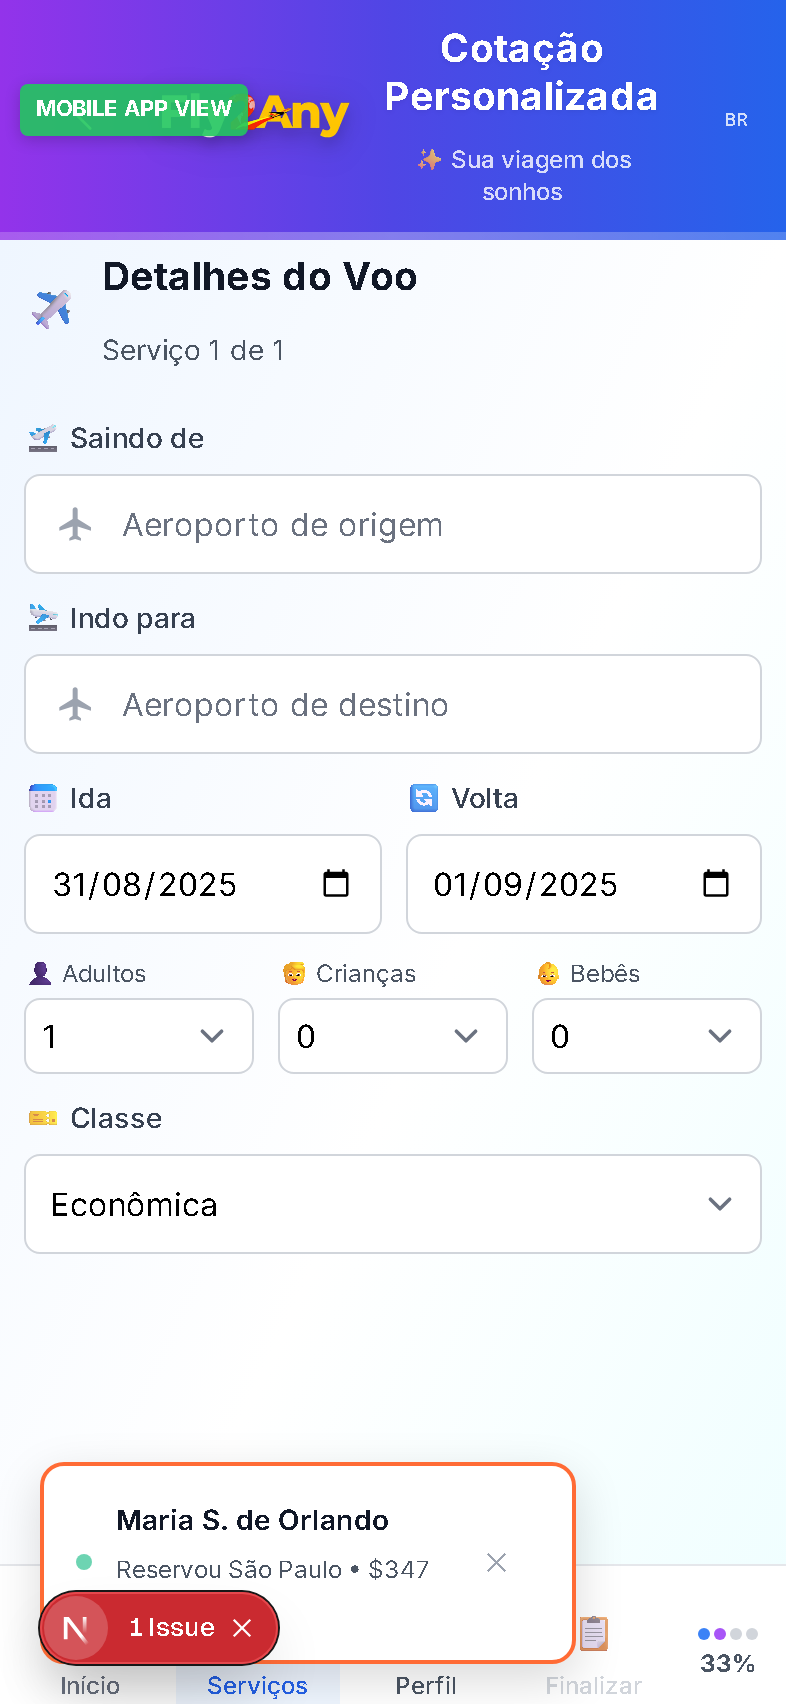 Cotação
Personalizada
MOBILE APP VIEW
Fly2Any
BR
✨ Sua viagem dos
sonhos
Detalhes do Voo
Serviço 1 de 1
Saindo de
Aeroporto de origem
Indo para
Aeroporto de destino
Ida
Volta
31/08/2025
01/09/2025
Adultos
Crianças
Bebês
1
0
0
Classe
Econômica
Maria S. de Orlando
Reservou São Paulo • $347
N
1 Issue
33%
Início
Serviços
Perfil
Finalizar